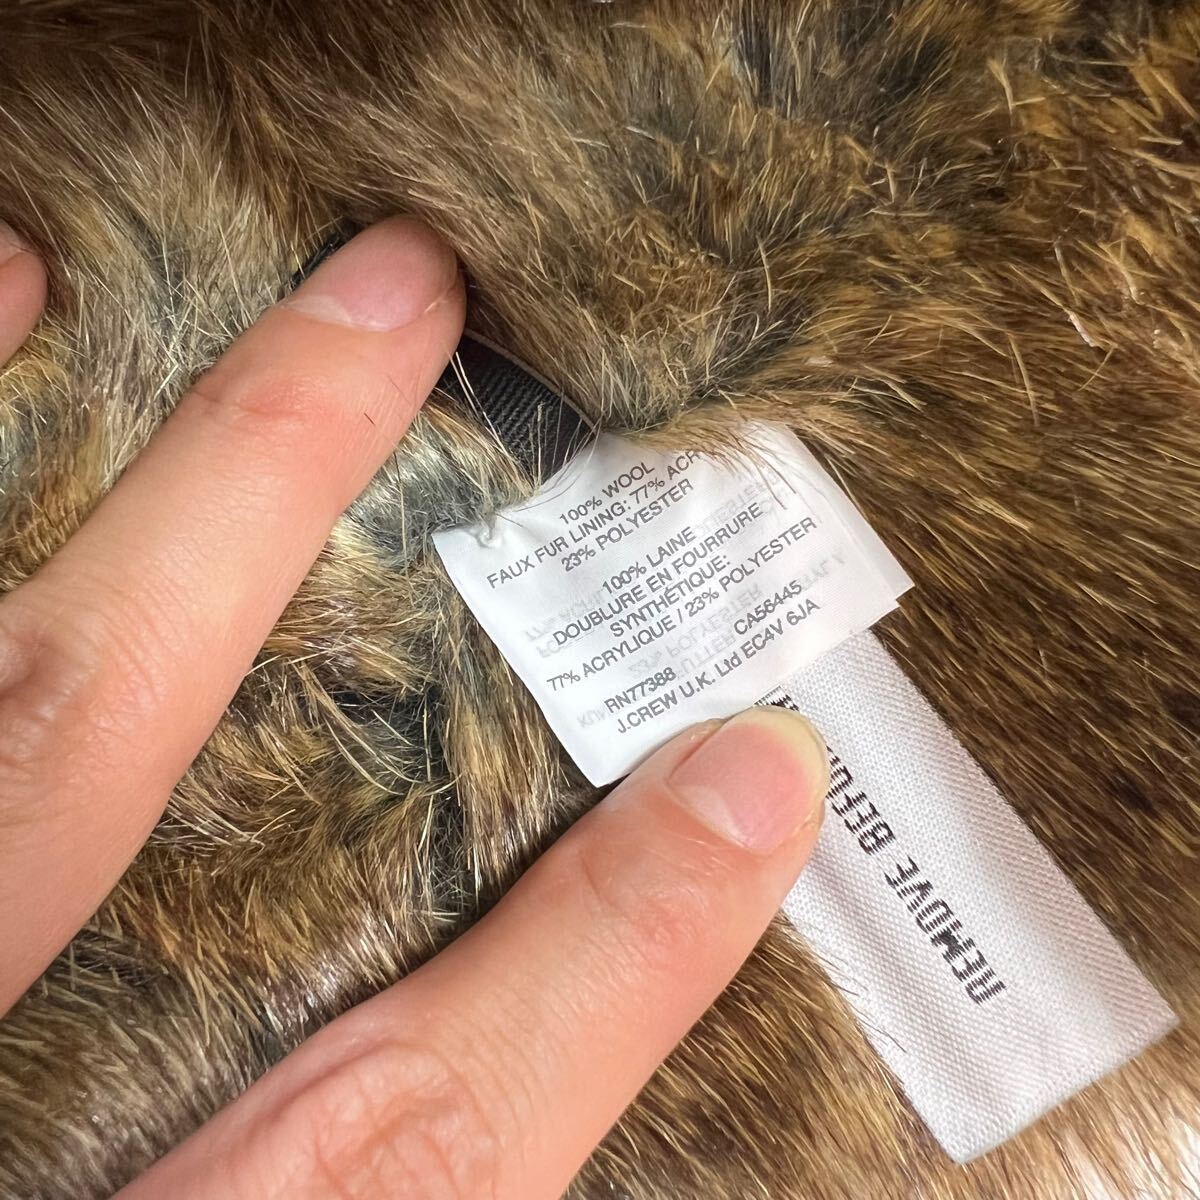 100% WOOL
FAUX FUR LINING: 77% ACR
23% POLYESTER
100% LAINE
DOUBLURE EN FOURRURE
SYNTHÉTIQUE:
77% ACRYLIQUE / 23% POLYESTER
RN77388 CA56445
J.CREW U.K. Ltd EC4V 6JA
REMOVE BEFO